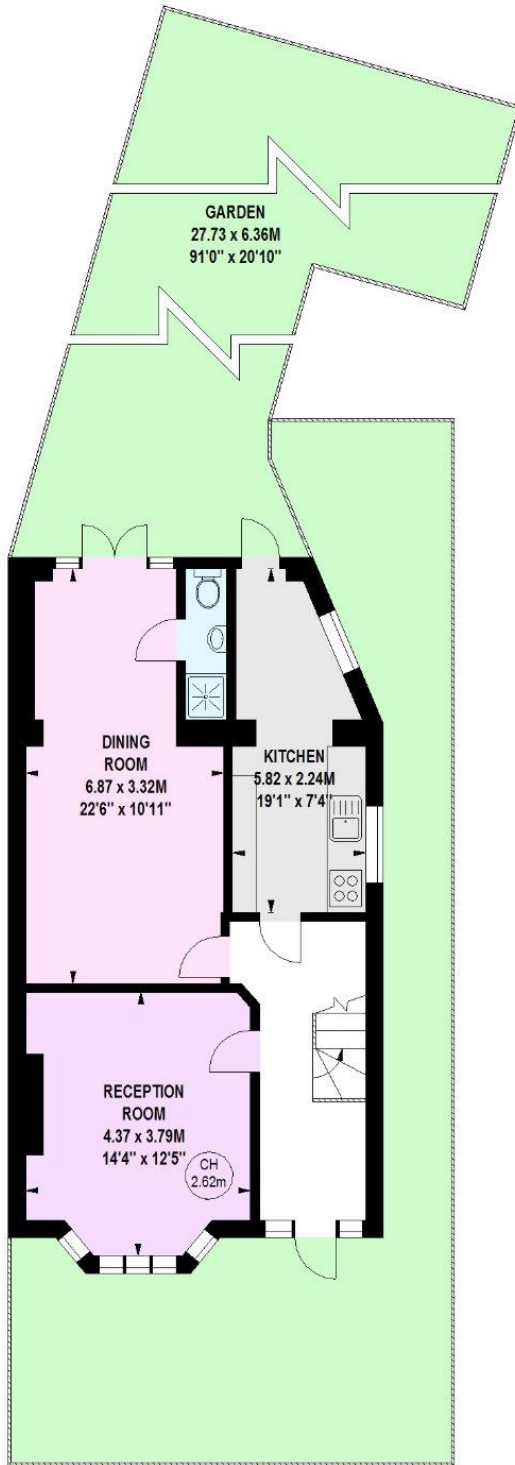 GARDEN
27.73 x 6.36M
91'0" x 20'10"
DINING
ROOM
6.87 x 3.32M
22'6" x 10'11"
KITCHEN
5.82 x 2.24M
19'1" x 7'4"
RECEPTION
ROOM
4.37 x 3.79M
14'4" x 12'5"
CH
2.62m